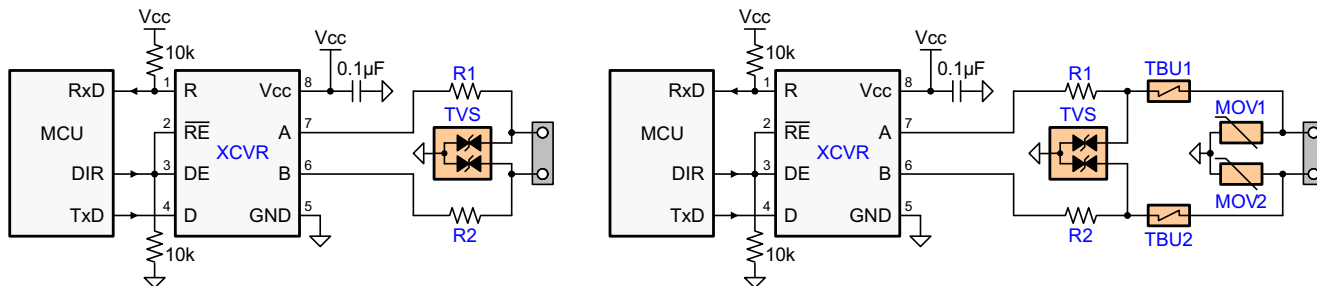 Vcc
10k
Vcc
0.1µF
R1
MCU
RxD
1
R
Vcc
8
TVS
2
RE
A
7
XCVR
DIR
3
DE
B
6
TxD
4
D
GND
5
R2
10k
Vcc
10k
Vcc
0.1µF
R1
TBU1
MCU
RxD
1
R
Vcc
8
TVS
MOV1
2
RE
A
7
XCVR
DIR
3
DE
B
6
MOV2
TxD
4
D
GND
5
R2
TBU2
10k